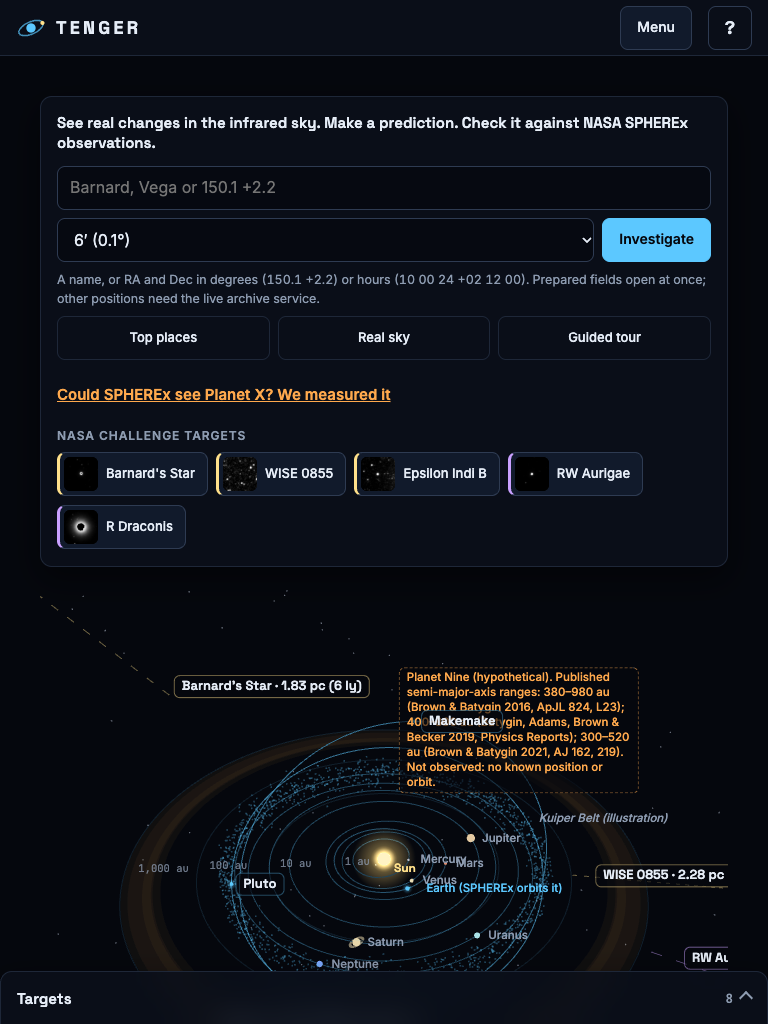 TENGER
Menu
?
See real changes in the infrared sky. Make a prediction. Check it against NASA SPHEREx
observations.
Barnard, Vega or 150.1 +2.2
6′ (0.1°)
Investigate
A name, or RA and Dec in degrees (150.1 +2.2) or hours (10 00 24 +02 12 00). Prepared fields open at once;
other positions need the live archive service.
Top places
Real sky
Guided tour
Could SPHEREx see Planet X? We measured it
NASA CHALLENGE TARGETS
Barnard's Star
WISE 0855
Epsilon Indi B
RW Aurigae
R Draconis
Barnard's Star · 1.83 pc (6 ly)
Planet Nine (hypothetical). Published
semi-major-axis ranges: 380–980 au
(Brown & Batygin 2016, ApJL 824, L23);
Makemake
Brown &
Becker 2019, Physics Reports); 300–520
au (Brown & Batygin 2021, AJ 162, 219).
Not observed: no known position or
orbit.
Kuiper Belt (illustration)
Jupiter
1,000 au
100 au
10 au
1 au
Sun
Mercury
Mars
Venus
Earth (SPHEREx orbits it)
WISE 0855 · 2.28 pc
Pluto
Saturn
Uranus
Neptune
RW Au
Targets
8